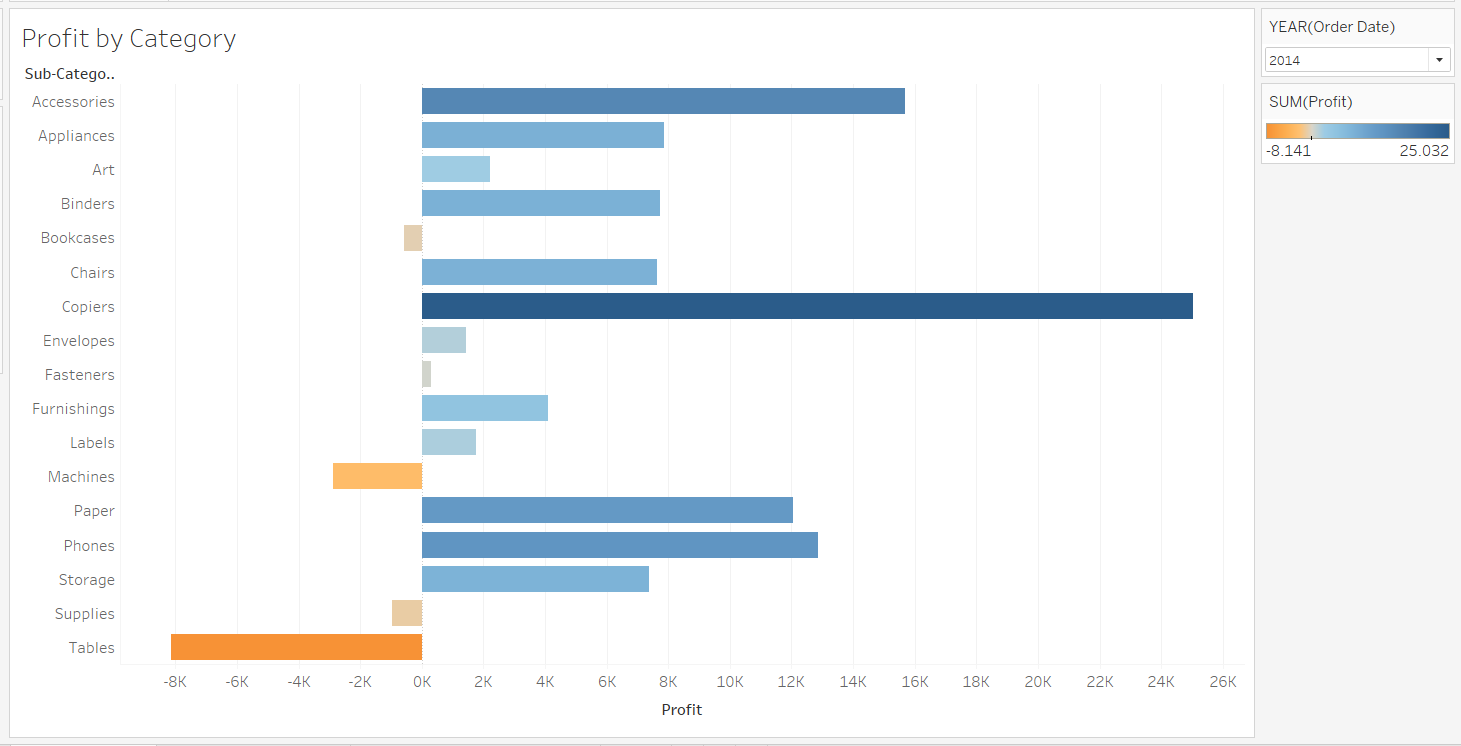 Profit by Category
Sub-Catego..
Accessories
Appliances
Art
Binders
Bookcases
Chairs
Copiers
Envelopes
Fasteners
Furnishings
Labels
Machines
Paper
Phones
Storage
Supplies
Tables
-8K -6K -4K -2K 0K 2K 4K 6K 8K 10K 12K 14K 16K 18K 20K 22K 24K 26K
Profit
YEAR(Order Date)
2014
SUM(Profit)
-8.141 25.032